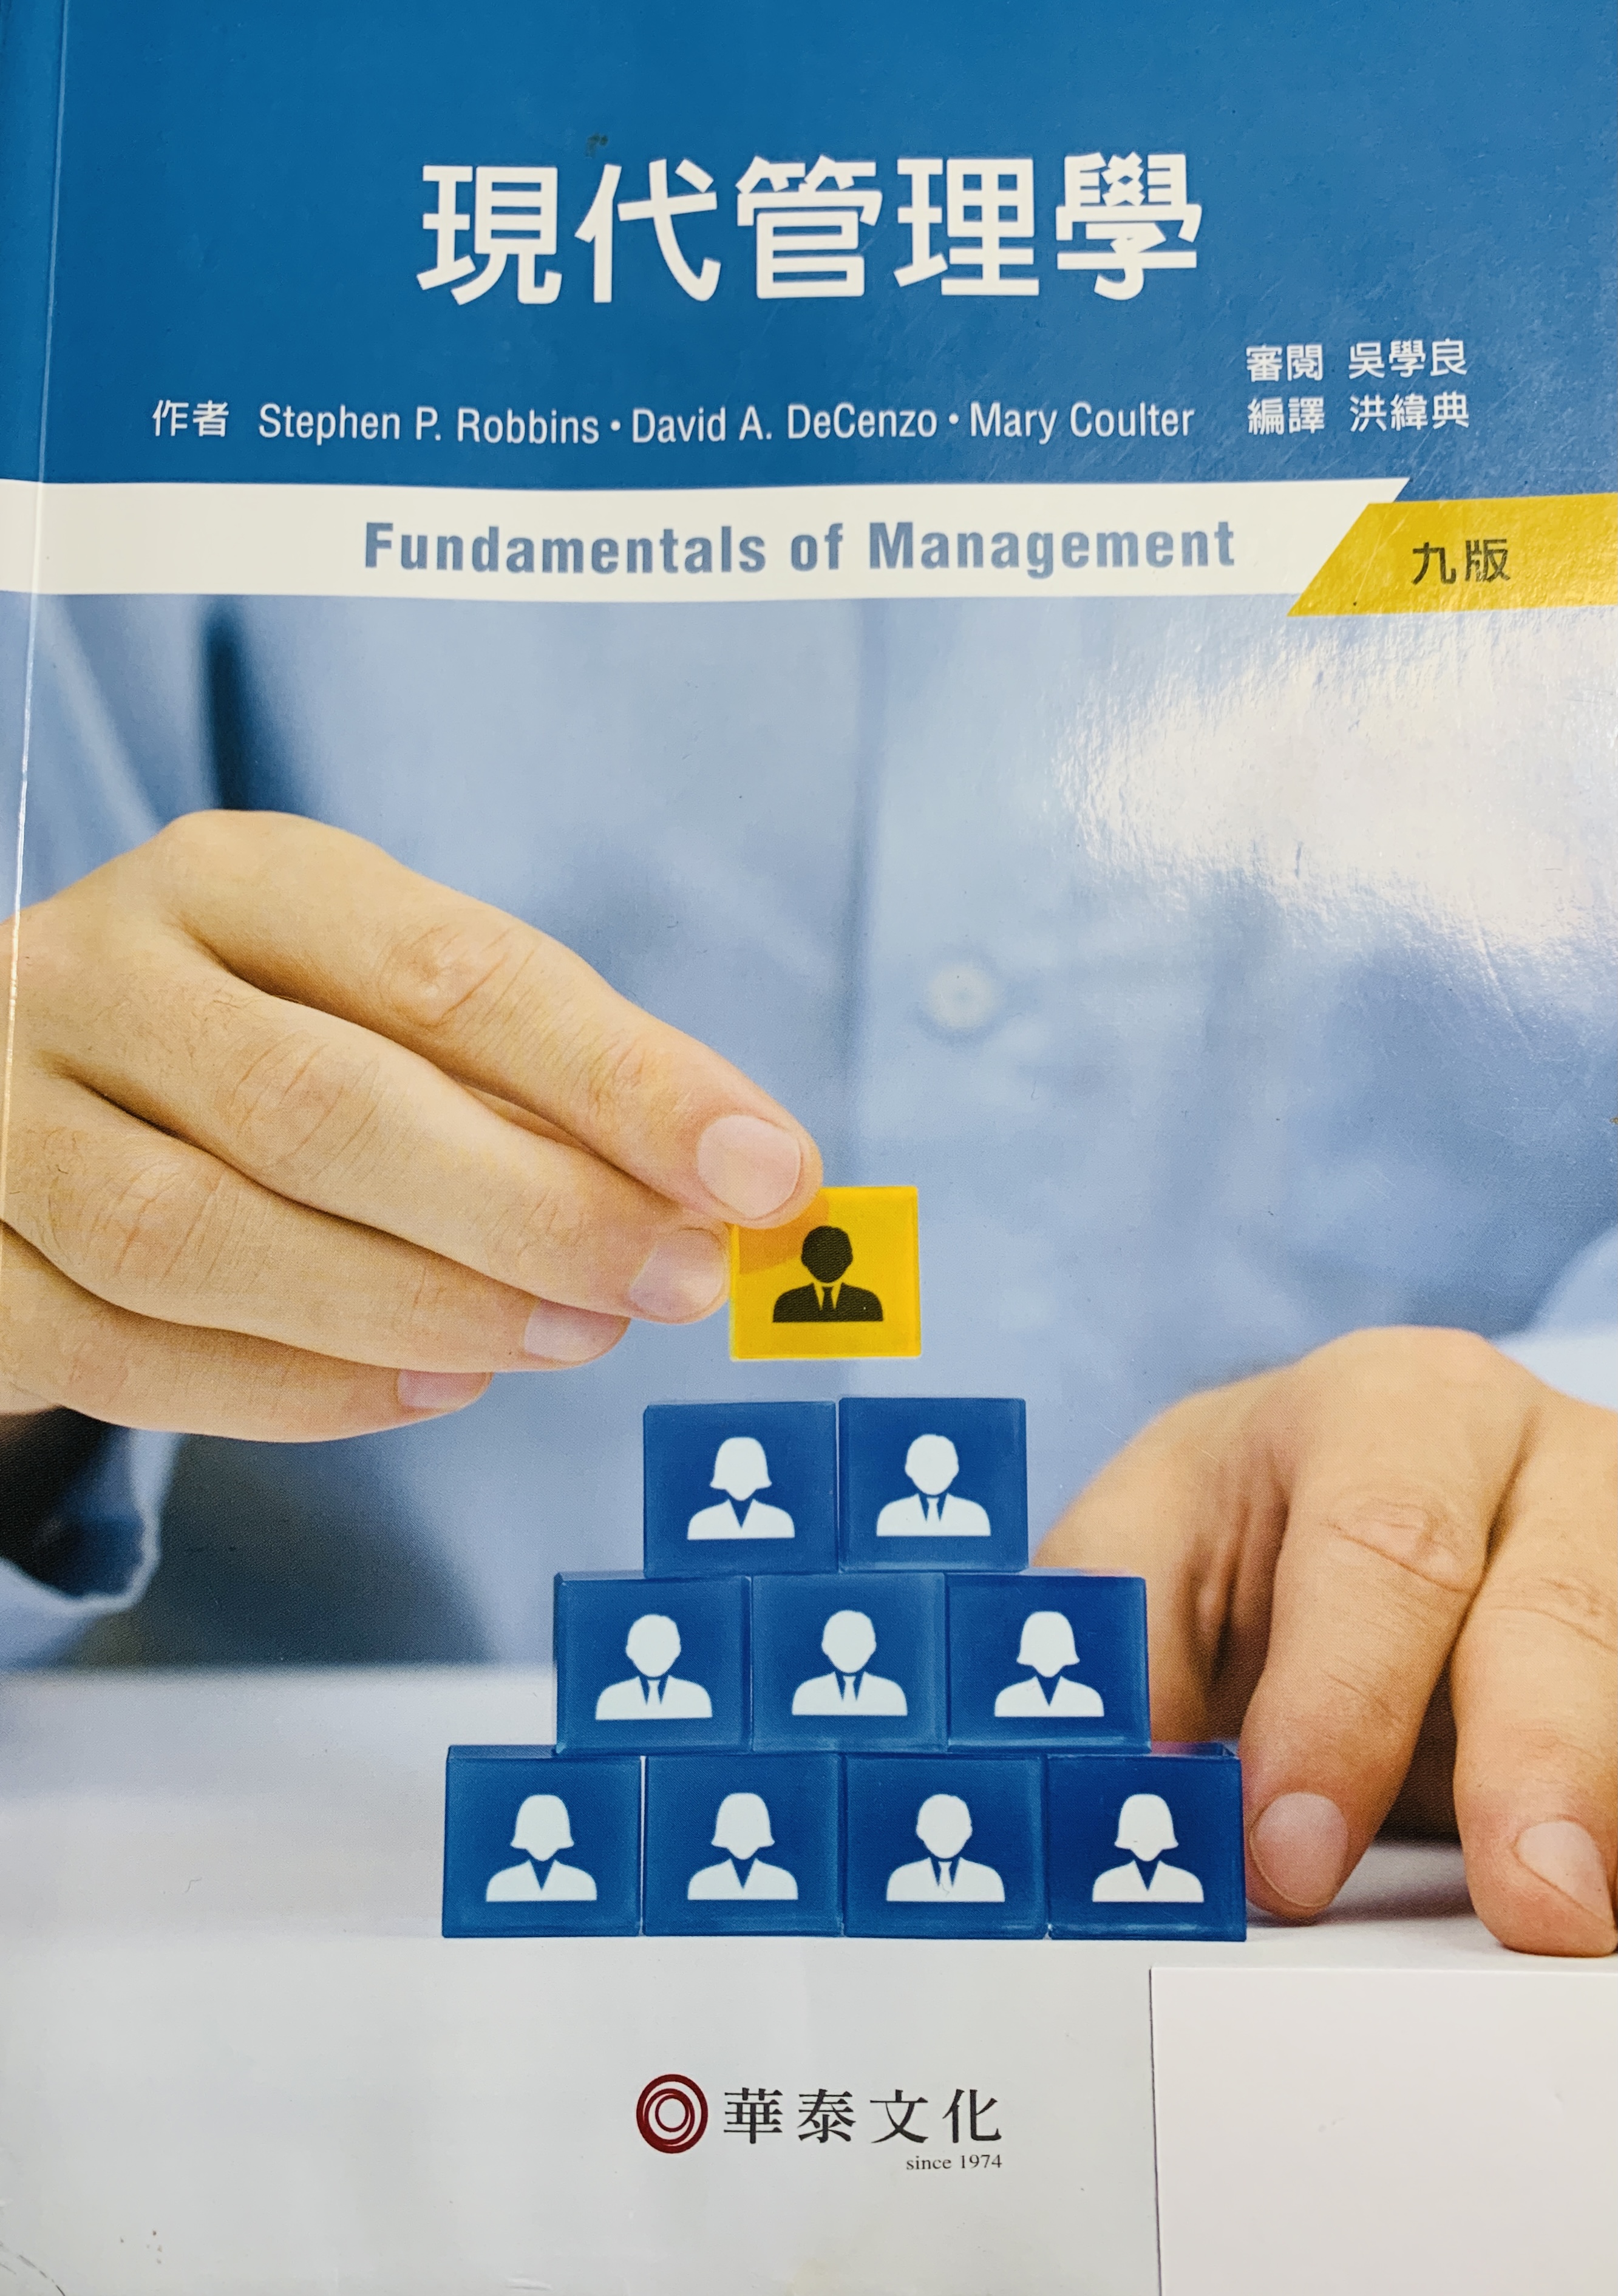 現代管理學
審閱 吳學良
作者 Stephen P. Robbins•David A. DeCenzo•Mary Coulter 編譯 洪緯典
Fundamentals of Management
九版
華泰文化
since 1974